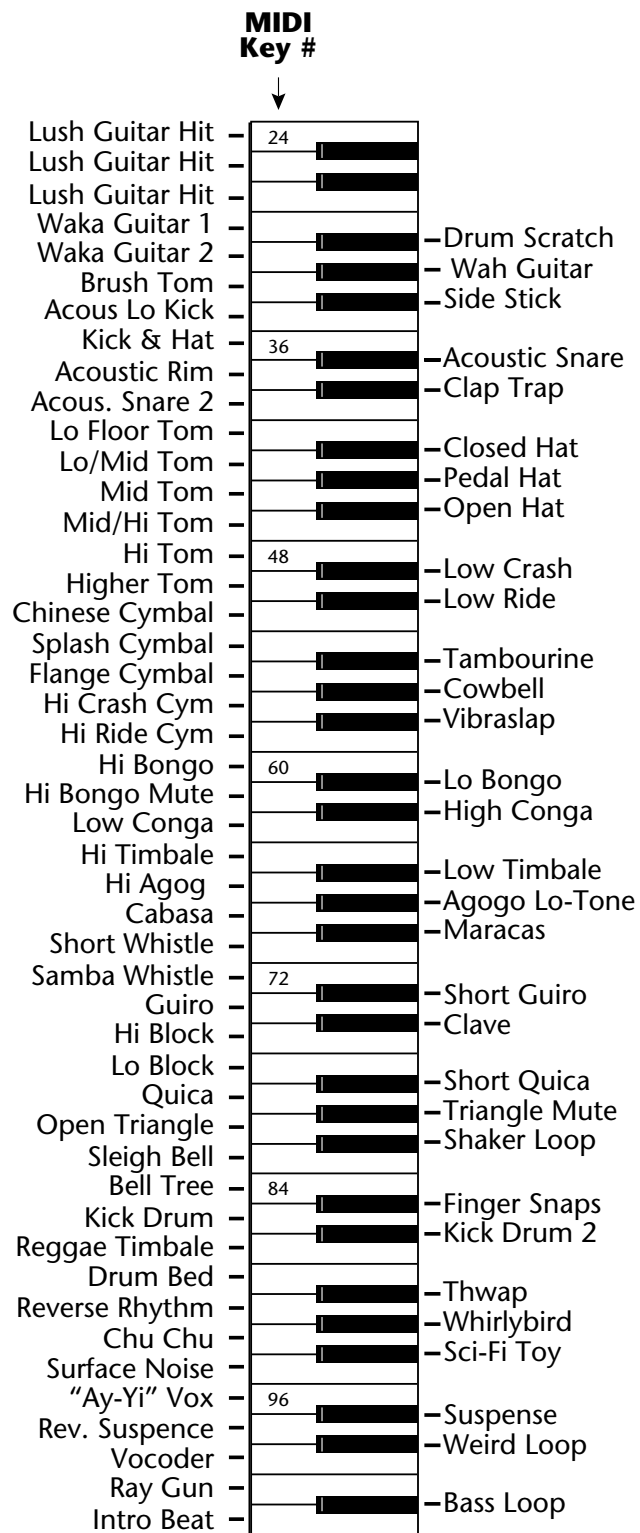 MIDI
Key #
Lush Guitar Hit
24
Lush Guitar Hit
Lush Guitar Hit
Waka Guitar 1
Drum Scratch
Waka Guitar 2
Wah Guitar
Brush Tom
Side Stick
Acous Lo Kick
Kick & Hat
36
Acoustic Snare
Acoustic Rim
Clap Trap
Acous. Snare 2
Lo Floor Tom
Closed Hat
Lo/Mid Tom
Pedal Hat
Mid Tom
Open Hat
Mid/Hi Tom
Hi Tom
48
Low Crash
Higher Tom
Low Ride
Chinese Cymbal
Splash Cymbal
Tambourine
Flange Cymbal
Cowbell
Hi Crash Cym
Vibraslap
Hi Ride Cym
Hi Bongo
60
Lo Bongo
Hi Bongo Mute
High Conga
Low Conga
Hi Timbale
Low Timbale
Hi Agog
Agogo Lo-Tone
Cabasa
Maracas
Short Whistle
Samba Whistle
72
Short Guiro
Guiro
Clave
Hi Block
Lo Block
Short Quica
Quica
Triangle Mute
Open Triangle
Shaker Loop
Sleigh Bell
Bell Tree
84
Finger Snaps
Kick Drum
Kick Drum 2
Reggae Timbale
Drum Bed
Thwap
Reverse Rhythm
Whirlybird
Chu Chu
Sci-Fi Toy
Surface Noise
“Ay-Yi” Vox
96
Suspense
Rev. Suspence
Weird Loop
Vocoder
Ray Gun
Bass Loop
Intro Beat